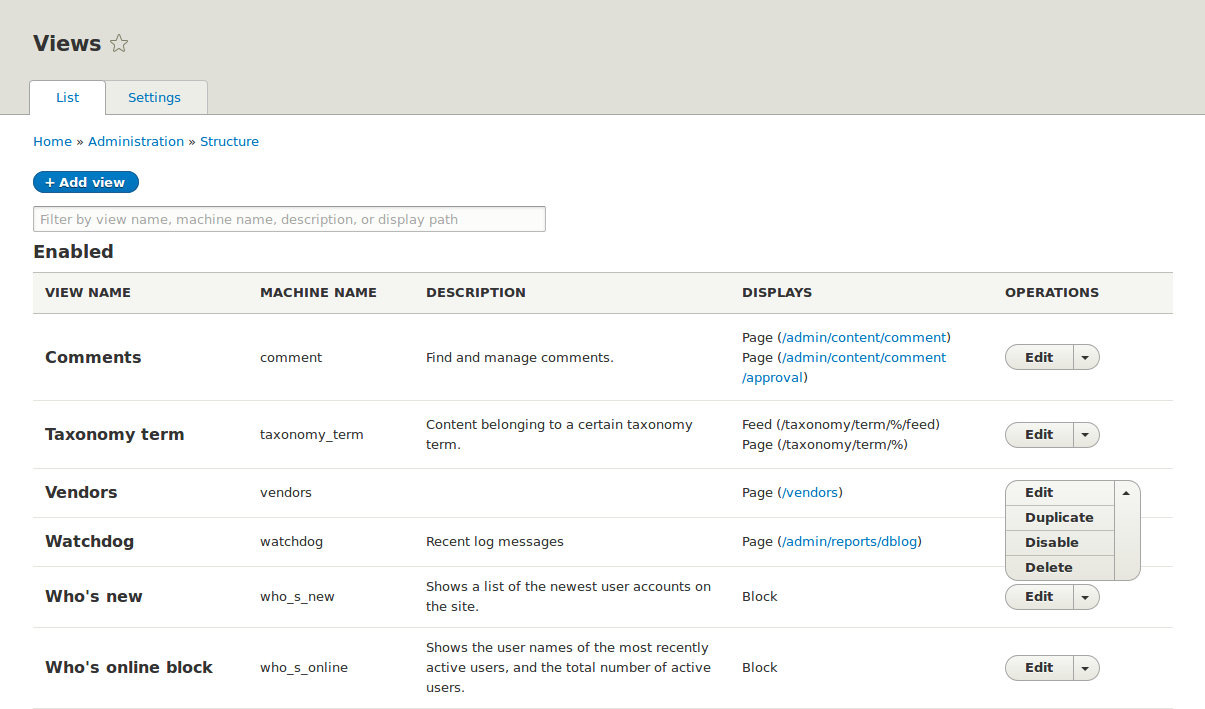 Views
List Settings
Home » Administration » Structure
+ Add view
Filter by view name, machine name, description, or display path
Enabled
VIEW NAME MACHINE NAME DESCRIPTION DISPLAYS OPERATIONS
Page (/admin/content/comment)
Comments comment Find and manage comments. Page (/admin/content/comment Edit
/approval)
Content belonging to a certain taxonomy Feed (/taxonomy/term/%/feed)
Taxonomy term taxonomy_term Edit
term. Page (/taxonomy/term/%)
Vendors vendors Page (/vendors) Edit
Duplicate
Watchdog watchdog Recent log messages Page (/admin/reports/dblog) Disable
Delete
Shows a list of the newest user accounts on
Who's new who_s_new Block Edit
the site.
Shows the user names of the most recently
Who's online block who_s_online active users, and the total number of active Block Edit
users.